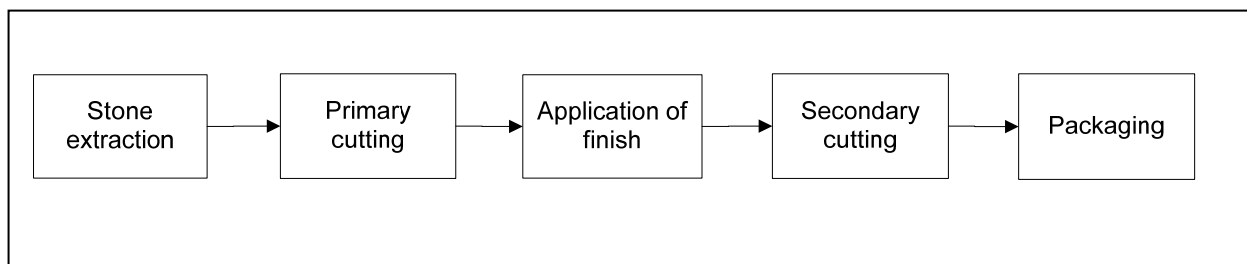 Stone
extraction
Primary
cutting
Application of
finish
Secondary
cutting
Packaging